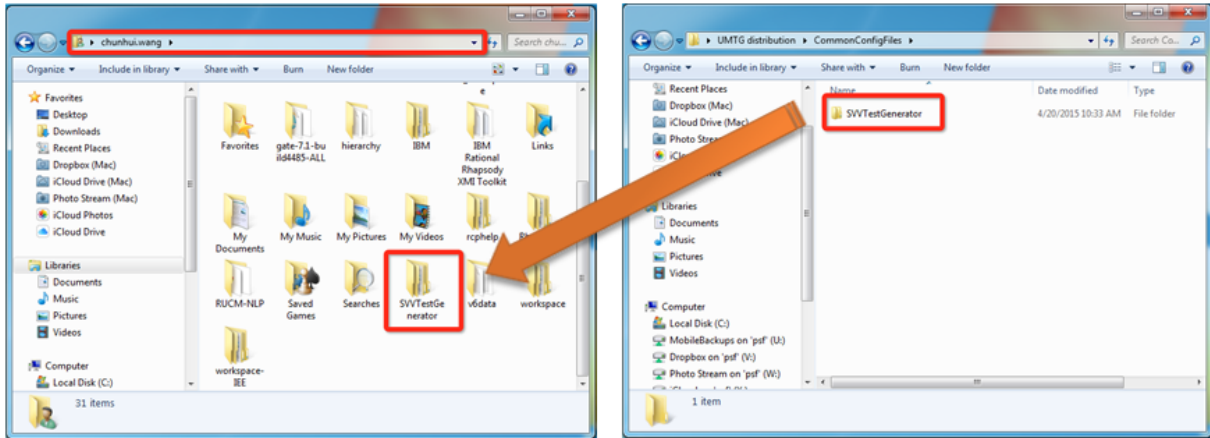 chunhui.wang
Search chu...
Organize
Include in library
Share with
Burn
New folder
Favorites
Desktop
Downloads
Recent Places
Dropbox (Mac)
iCloud Drive (Mac)
Photo Stream (Mac)
iCloud Photos
iCloud Drive
Libraries
Documents
Music
Pictures
Videos
Computer
Local Disk (C:)
e
Favorites
gate-7.1-bu
ild4485-ALL
hierarchy
IBM
IBM
Rational
Rhapsody
XMI Toolkit
Links
My
Documents
My Music
My Pictures
My Videos
rcphelp
RUCM-NLP
Saved
Games
Searches
SVVTestGe
nerator
v6data
workspace
workspace-
IEE
31 items
UMTG distribution
CommonConfigFiles
Search Co...
Organize
Include in library
Share with
Burn
New folder
Recent Places
Dropbox (Mac)
iCloud Drive (Mac)
Photo Stream
Libraries
Documents
Music
Pictures
Videos
Computer
Local Disk (C:)
MobileBackups on 'psf' (U:)
Dropbox on 'psf' (V:)
Photo Stream on 'psf' (W:)
Name
Date modified
Type
SVVTestGenerator
4/20/2015 10:33 AM
File folder
1 item